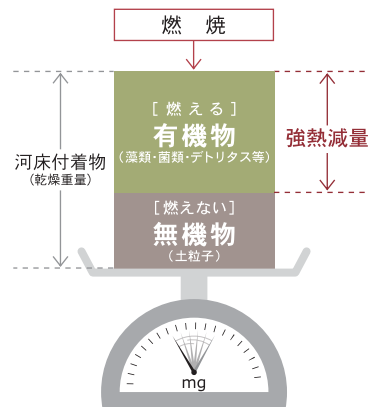 燃焼
［燃える］
有機物
（藻類・菌類・デトリタス等）
強熱減量
河床付着物
（乾燥重量）
［燃えない］
無機物
（土粒子）
mg